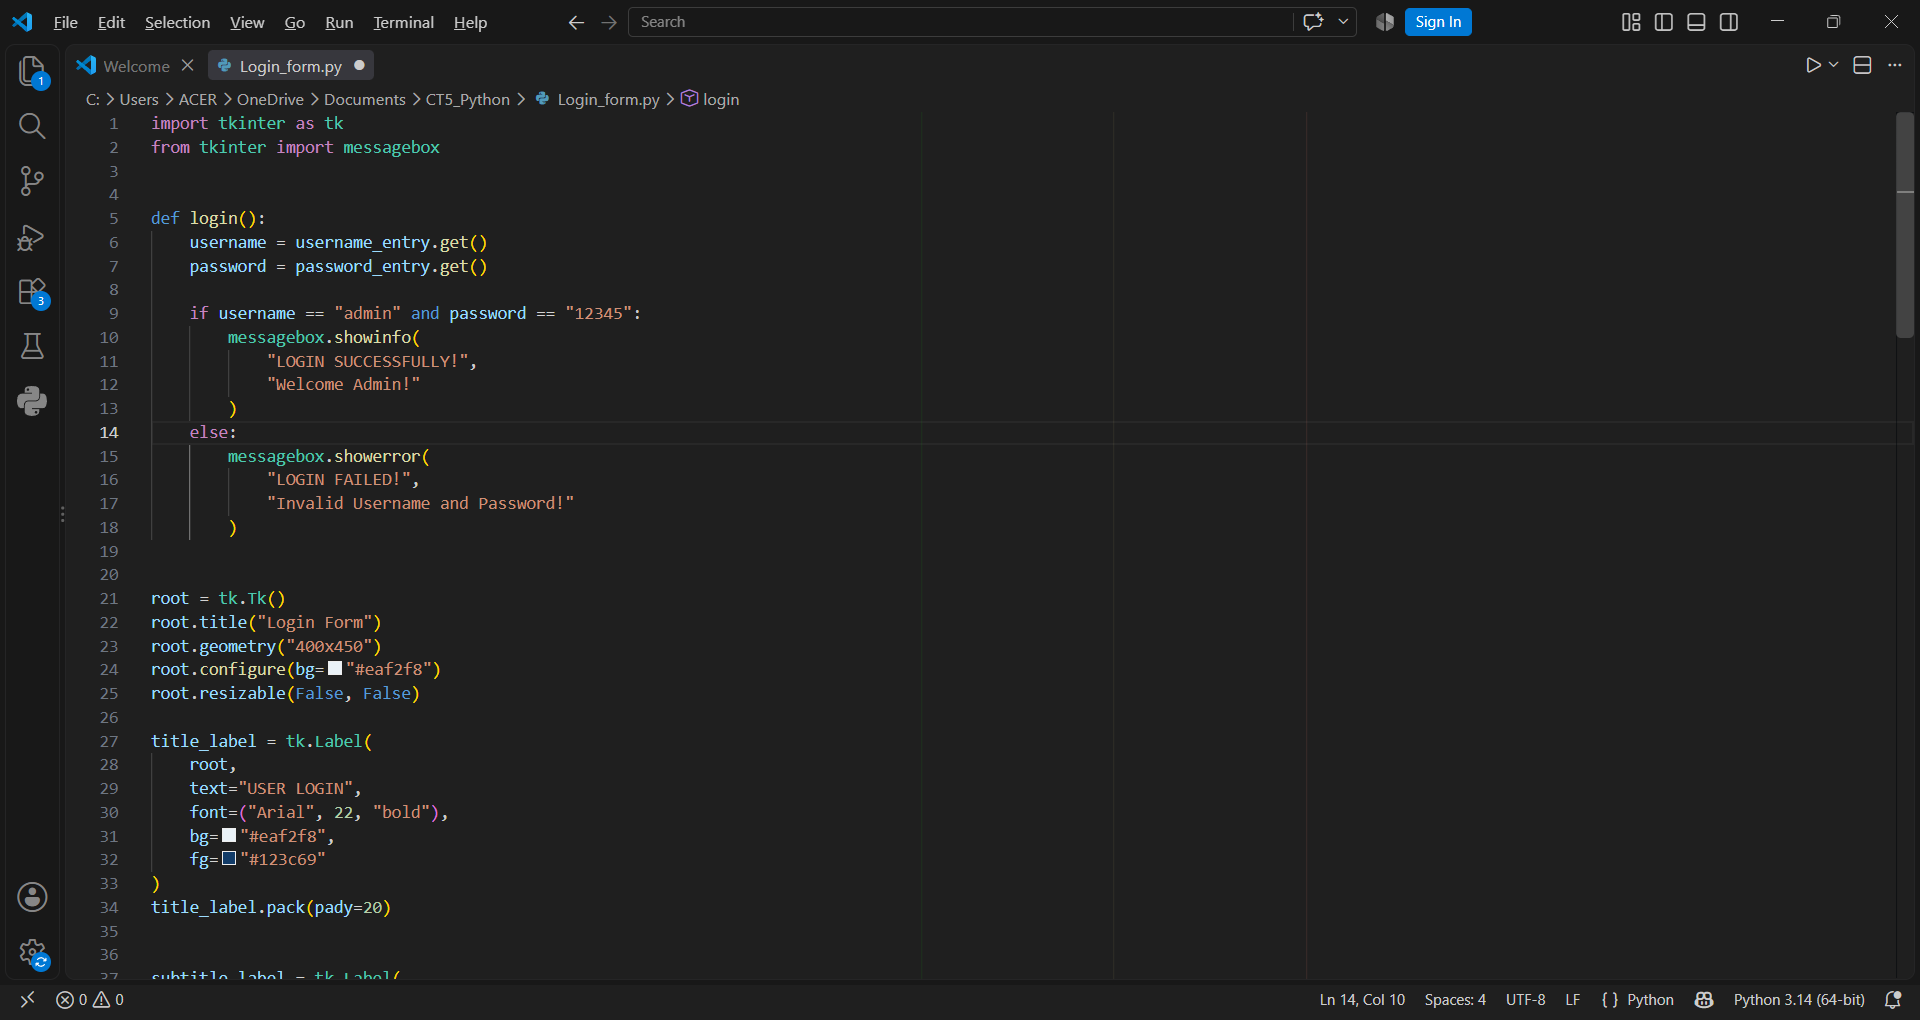 File Edit Selection View Go Run Terminal Help Search Sign In
1
3
Welcome Login_form.py
C: > Users > ACER > OneDrive > Documents > CT5_Python > Login_form.py > login
1 import tkinter as tk
2 from tkinter import messagebox
3
4
5 def login():
6     username = username_entry.get()
7     password = password_entry.get()
8
9     if username == "admin" and password == "12345":
10         messagebox.showinfo(
11             "LOGIN SUCCESSFULLY!",
12             "Welcome Admin!"
13         )
14     else:
15         messagebox.showerror(
16             "LOGIN FAILED!",
17             "Invalid Username and Password!"
18         )
19
20
21 root = tk.Tk()
22 root.title("Login Form")
23 root.geometry("400x450")
24 root.configure(bg="#eaf2f8")
25 root.resizable(False, False)
26
27 title_label = tk.Label(
28     root,
29     text="USER LOGIN",
30     font=("Arial", 22, "bold"),
31     bg="#eaf2f8",
32     fg="#123c69"
33 )
34 title_label.pack(pady=20)
35
36
37 subtitle_label = tk.Label(
0 0 Ln 14, Col 10 Spaces: 4 UTF-8 LF { } Python Python 3.14 (64-bit)